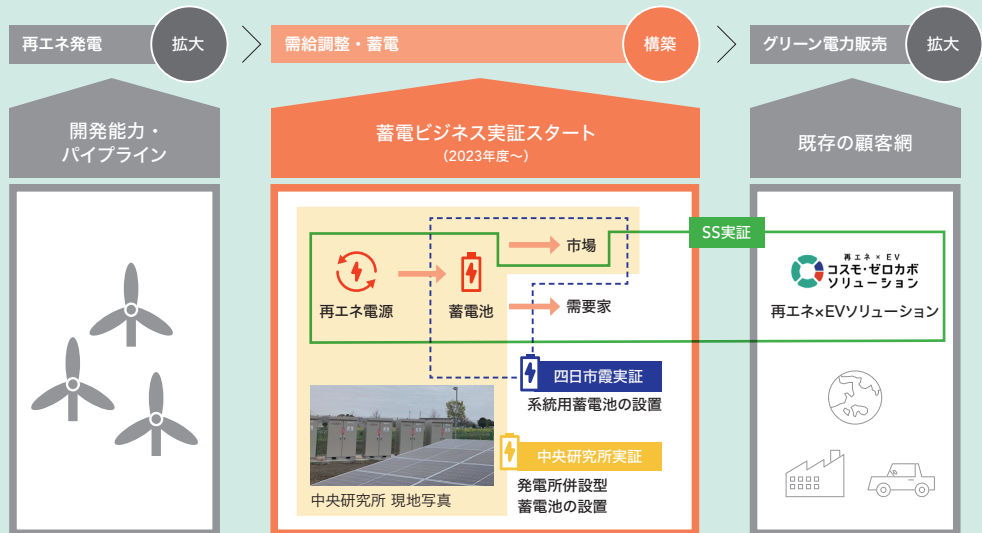 再エネ発電
拡大
需給調整・蓄電
構築
グリーン電力販売
拡大
開発能力・
パイプライン
蓄電ビジネス実証スタート
(2023年度～)
既存の顧客網
SS実証
市場
再エネ電源
蓄電池
需要家
再エネ×EV
コスモ・ゼロカボ
ソリューション
再エネ×EVソリューション
四日市霞実証
系統用蓄電池の設置
中央研究所実証
発電所併設型
蓄電池の設置
中央研究所 現地写真